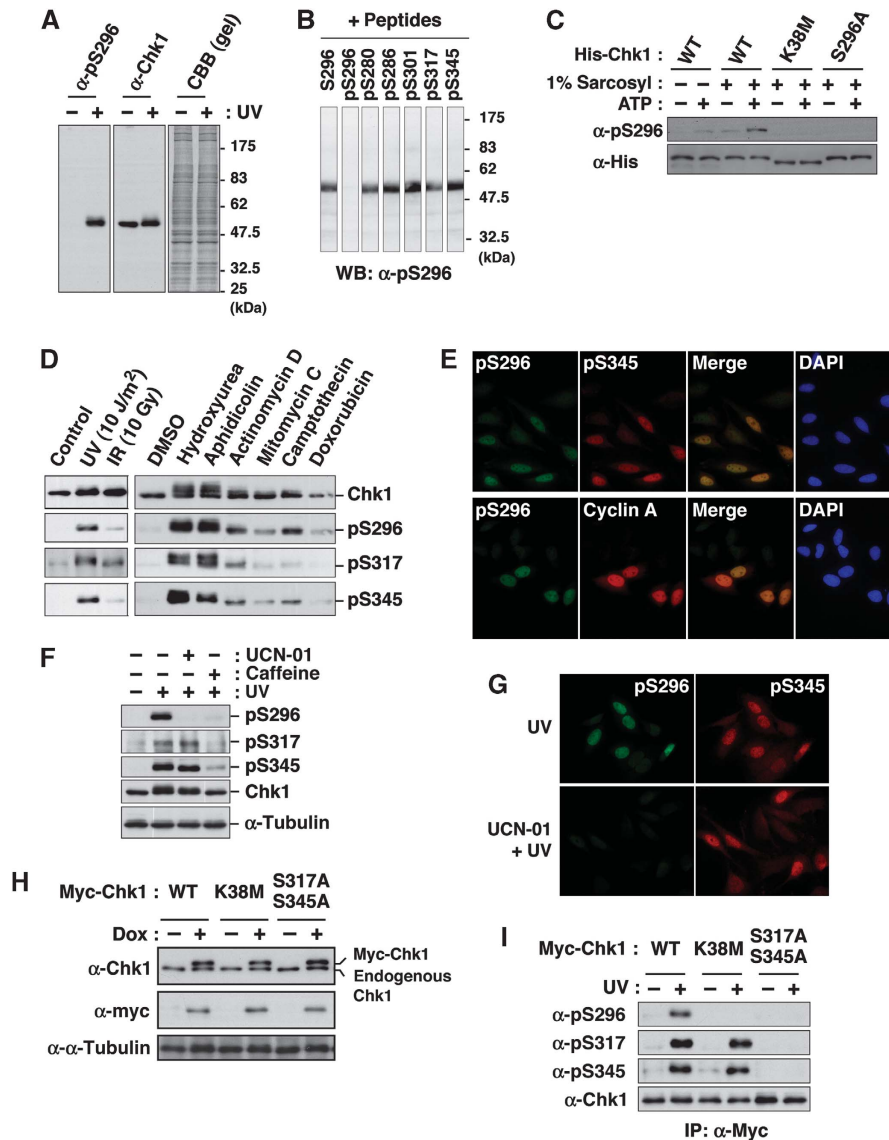 A
α-pS296
α-Chk1
CBB (gel)
– + – + – + : UV
175
83
62
47.5
32.5
25
(kDa)
B
+ Peptides
S296
pS296
pS280
pS286
pS301
pS317
pS345
175
83
62
47.5
32.5
(kDa)
WB: α-pS296
C
His-Chk1 : WT WT K38M S296A
1% Sarcosyl : – – + + + + + +
ATP : – + – + – + – +
α-pS296
α-His
D
Control
UV (10 J/m²)
IR (10 Gy)
DMSO
Hydroxyurea
Aphidicolin
Actinomycin D
Mitomycin C
Camptothecin
Doxorubicin
Chk1
pS296
pS317
pS345
E
pS296 pS345 Merge DAPI
pS296 Cyclin A Merge DAPI
F
– – + – : UCN-01
– – – + : Caffeine
– + + + : UV
pS296
pS317
pS345
Chk1
α-Tubulin
G
pS296 pS345
UV
UCN-01
+ UV
H
Myc-Chk1 : WT K38M S317A
S345A
Dox : – + – + – +
α-Chk1
Myc-Chk1
Endogenous
Chk1
α-myc
α-α-Tubulin
I
Myc-Chk1 : WT K38M S317A
S345A
UV : – + – + – +
α-pS296
α-pS317
α-pS345
α-Chk1
IP: α-Myc